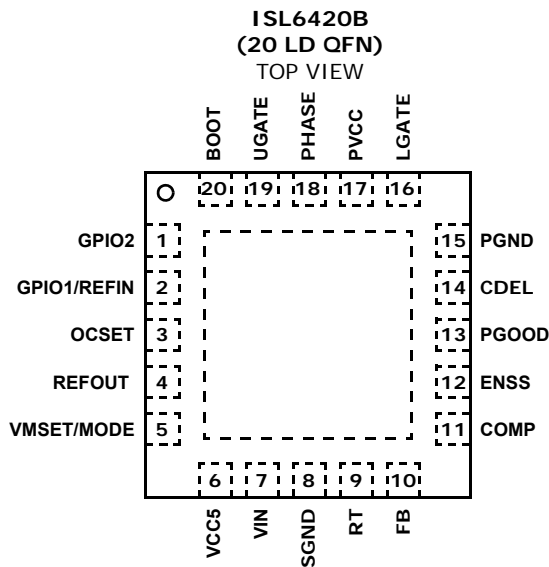 ISL6420B
(20 LD QFN)
TOP VIEW
BOOT
UGATE
PHASE
PVCC
LGATE
20 19 18 17 16
GPIO2 1
GPIO1/REFIN 2
OCSET 3
REFOUT 4
VMSET/MODE 5
15 PGND
14 CDEL
13 PGOOD
12 ENSS
11 COMP
6 7 8 9 10
VCC5
VIN
SGND
RT
FB